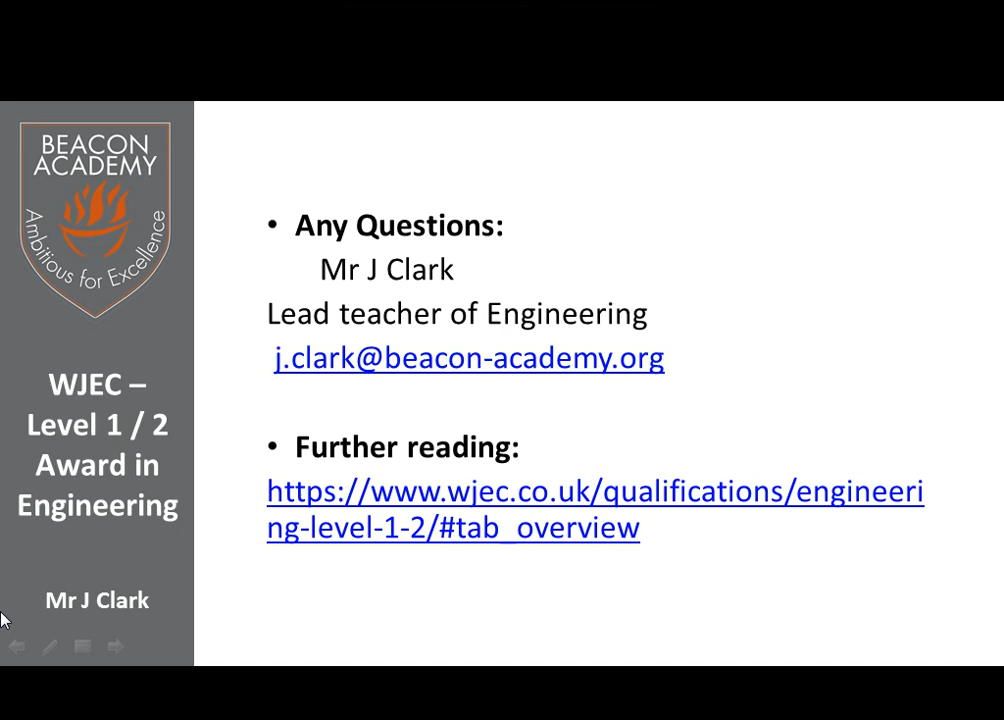 BEACON
ACADEMY
Ambitious for Excellence
WJEC –
Level 1 / 2
Award in
Engineering
Mr J Clark
• Any Questions:
Mr J Clark
Lead teacher of Engineering
j.clark@beacon-academy.org
• Further reading:
https://www.wjec.co.uk/qualifications/engineeri
ng-level-1-2/#tab_overview